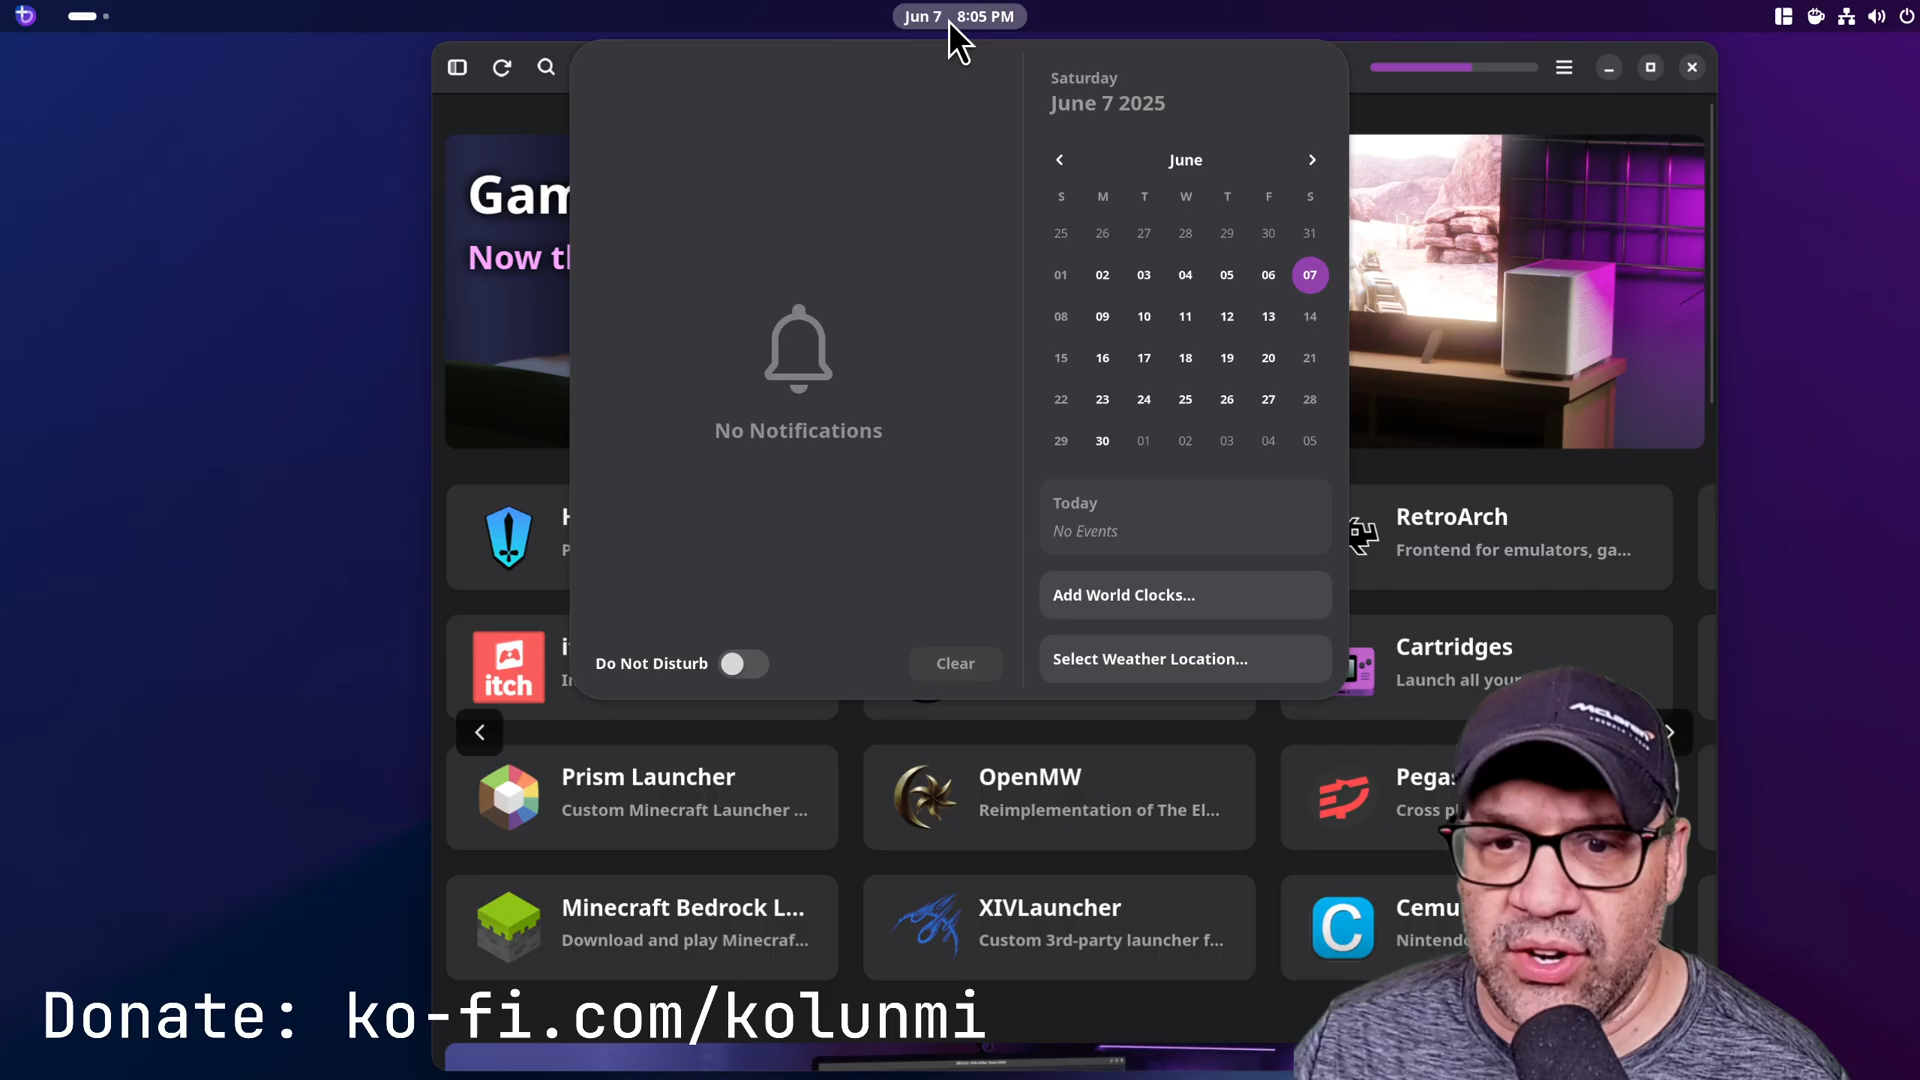 Jun 7 8:05 PM
Saturday
June 7 2025
June
S M T W T F S
25 26 27 28 29 30 31
01 02 03 04 05 06 07
08 09 10 11 12 13 14
15 16 17 18 19 20 21
22 23 24 25 26 27 28
29 30 01 02 03 04 05
Today
No Events
Add World Clocks...
Select Weather Location...
No Notifications
Do Not Disturb
Clear
Gam
Now th
RetroArch
Frontend for emulators, ga...
itch
Cartridges
Launch all your
Prism Launcher
Custom Minecraft Launcher ...
OpenMW
Reimplementation of The El...
Pegas
Cross pl
Minecraft Bedrock L...
Download and play Minecraf...
XIVLauncher
Custom 3rd-party launcher f...
Cemu
Nintend
McLaren
Donate: ko-fi.com/kolunmi